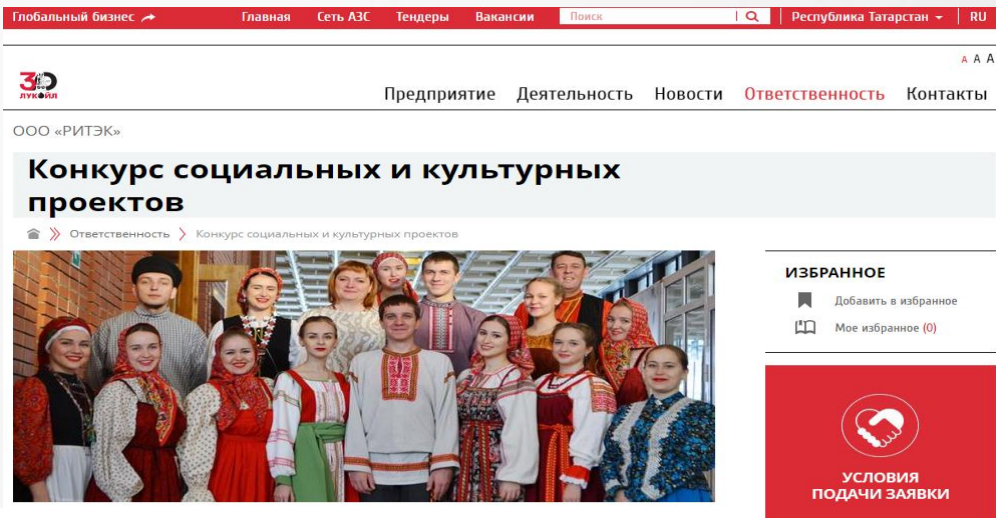 Глобальный бизнес Главная Сеть АЗС Тендеры Вакансии Поиск Республика Татарстан RU
А А А
30
ЛУКОЙЛ
Предприятие Деятельность Новости Ответственность Контакты
ООО «РИТЭК»
Конкурс социальных и культурных
проектов
Ответственность Конкурс социальных и культурных проектов
ИЗБРАННОЕ
Добавить в избранное
Мое избранное (0)
УСЛОВИЯ
ПОДАЧИ ЗАЯВКИ